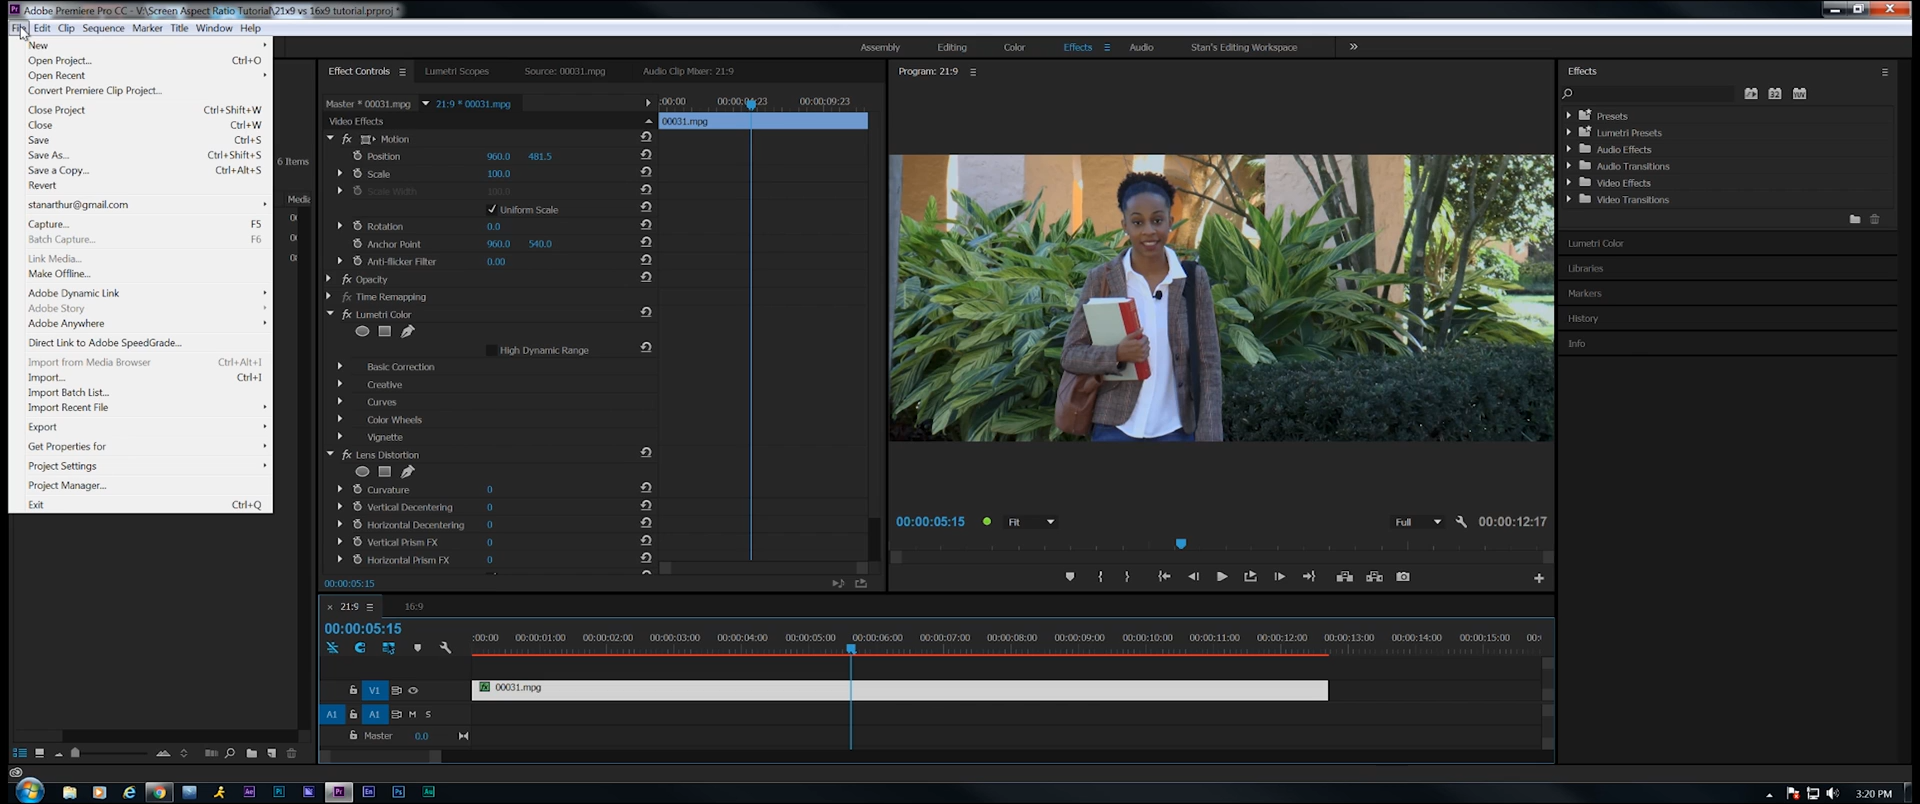 Adobe Premiere Pro CC - V:\Screen Aspect Ratio Tutorial\21x9 vs 16x9 tutorial.prproj *
File Edit Clip Sequence Marker Title Window Help
New
Open Project... Ctrl+O
Open Recent
Convert Premiere Clip Project...
Close Project Ctrl+Shift+W
Close Ctrl+W
Save Ctrl+S
Save As... Ctrl+Shift+S
Save a Copy... Ctrl+Alt+S
Revert
stanarthur@gmail.com
Capture... F5
Batch Capture... F6
Link Media...
Make Offline...
Adobe Dynamic Link
Adobe Story
Adobe Anywhere
Direct Link to Adobe SpeedGrade...
Import from Media Browser Ctrl+Alt+I
Import... Ctrl+I
Import Batch List...
Import Recent File
Export
Get Properties for
Project Settings
Project Manager...
Exit Ctrl+Q
6 Items
Media
Assembly Editing Color Effects Audio Stan's Editing Workspace
Effect Controls Lumetri Scopes Source: 00031.mpg Audio Clip Mixer: 21:9
Master * 00031.mpg 21:9 * 00031.mpg
:00:00 00:00:04:23 00:00:09:23
Video Effects 00031.mpg
fx Motion
Position 960.0 481.5
Scale 100.0
Scale Width 100.0
Uniform Scale
Rotation 0.0
Anchor Point 960.0 540.0
Anti-flicker Filter 0.00
fx Opacity
fx Time Remapping
fx Lumetri Color
High Dynamic Range
Basic Correction
Creative
Curves
Color Wheels
Vignette
fx Lens Distortion
Curvature 0
Vertical Decentering 0
Horizontal Decentering 0
Vertical Prism FX 0
Horizontal Prism FX 0
00:00:05:15
Program: 21:9
00:00:05:15 Fit Full 00:00:12:17
Effects
Presets
Lumetri Presets
Audio Effects
Audio Transitions
Video Effects
Video Transitions
Lumetri Color
Libraries
Markers
History
Info
× 21:9 16:9
00:00:05:15
:00:00 00:00:01:00 00:00:02:00 00:00:03:00 00:00:04:00 00:00:05:00 00:00:06:00 00:00:07:00 00:00:08:00 00:00:09:00 00:00:10:00 00:00:11:00 00:00:12:00 00:00:13:00 00:00:14:00 00:00:15:00 00:
V1 00031.mpg
A1 A1 M S
Master 0.0
Ae Pl Pr En Ps Au
3:20 PM